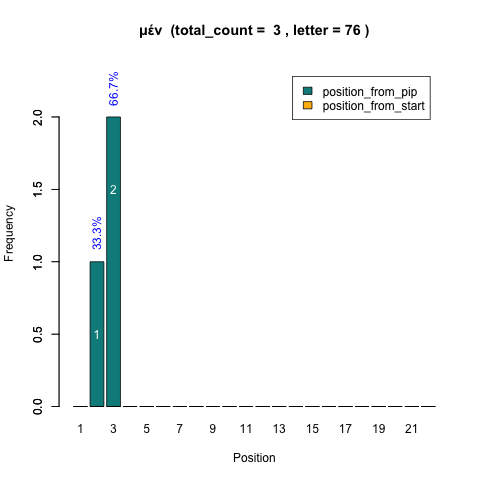 μέν  (total_count =  3 , letter = 76 )
position_from_pip
position_from_start
66.7%
33.3%
2
1
Frequency
0.0 0.5 1.0 1.5 2.0
1 3 5 7 9 11 13 15 17 19 21
Position